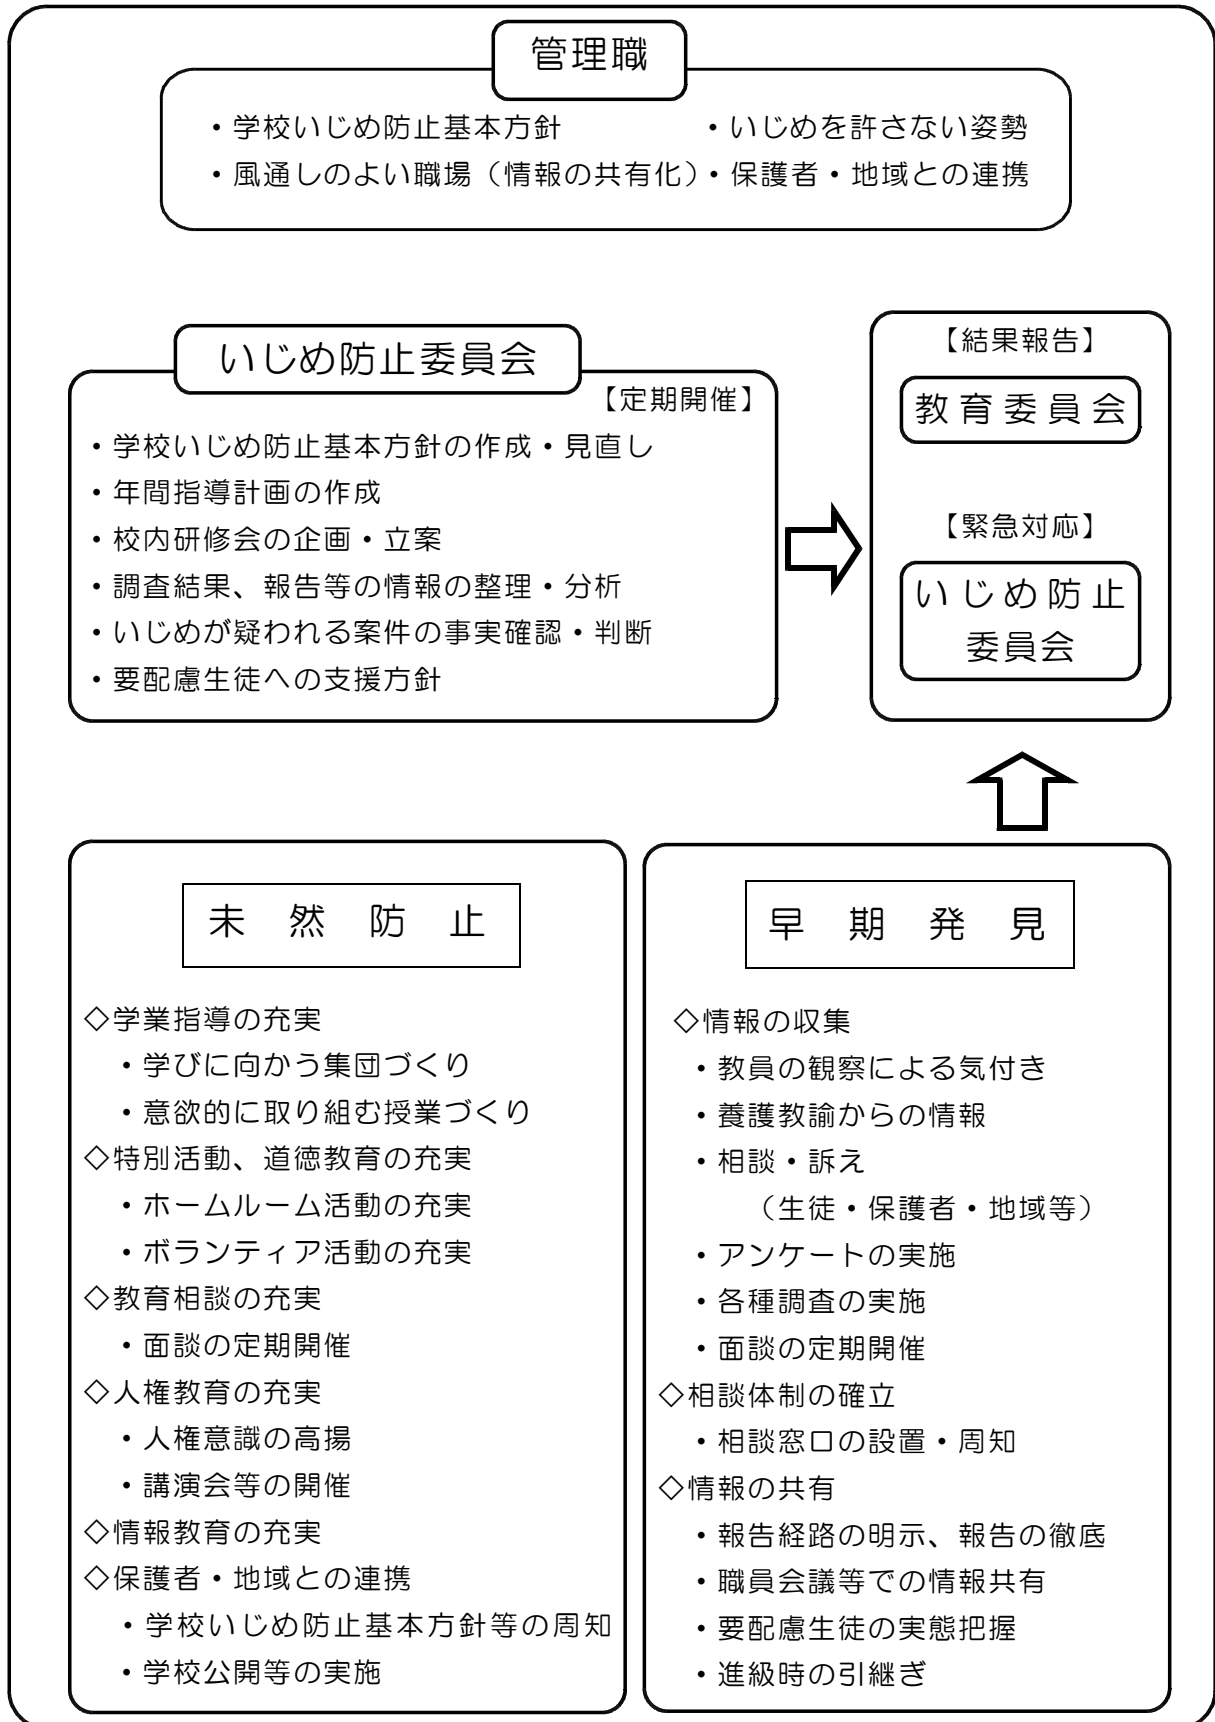 管理職
・学校いじめ防止基本方針　・いじめを許さない姿勢
・風通しのよい職場（情報の共有化）・保護者・地域との連携
いじめ防止委員会
【定期開催】
・学校いじめ防止基本方針の作成・見直し
・年間指導計画の作成
・校内研修会の企画・立案
・調査結果、報告等の情報の整理・分析
・いじめが疑われる案件の事実確認・判断
・要配慮生徒への支援方針
【結果報告】
教育委員会
【緊急対応】
いじめ防止
委員会
未然防止
◇学業指導の充実
・学びに向かう集団づくり
・意欲的に取り組む授業づくり
◇特別活動、道徳教育の充実
・ホームルーム活動の充実
・ボランティア活動の充実
◇教育相談の充実
・面談の定期開催
◇人権教育の充実
・人権意識の高揚
・講演会等の開催
◇情報教育の充実
◇保護者・地域との連携
・学校いじめ防止基本方針等の周知
・学校公開等の実施
早期発見
◇情報の収集
・教員の観察による気付き
・養護教諭からの情報
・相談・訴え
（生徒・保護者・地域等）
・アンケートの実施
・各種調査の実施
・面談の定期開催
◇相談体制の確立
・相談窓口の設置・周知
◇情報の共有
・報告経路の明示、報告の徹底
・職員会議等での情報共有
・要配慮生徒の実態把握
・進級時の引継ぎ